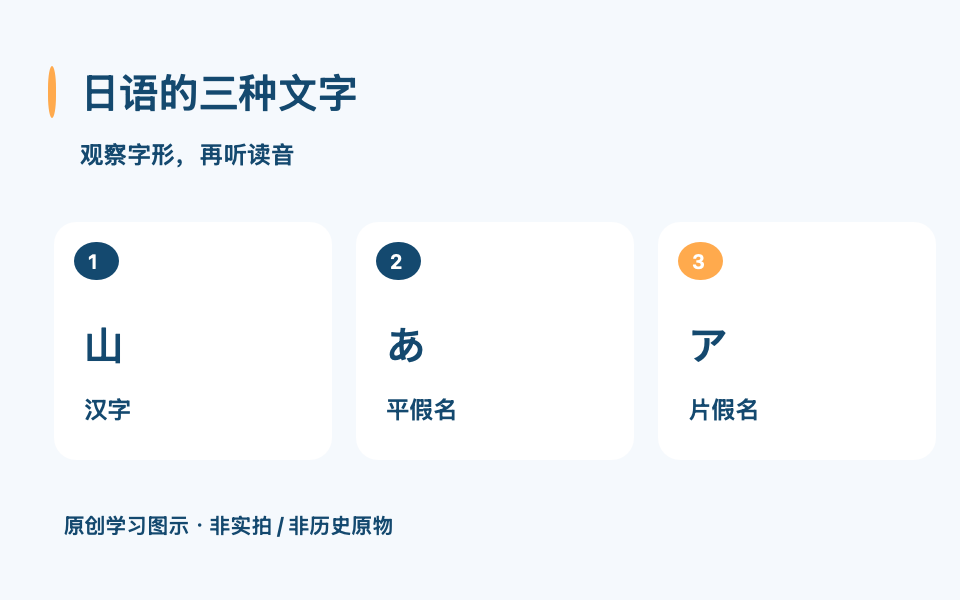 日语的三种文字
观察字形，再听读音
1
山
汉字
2
あ
平假名
3
ア
片假名
原创学习图示 · 非实拍 / 非历史原物